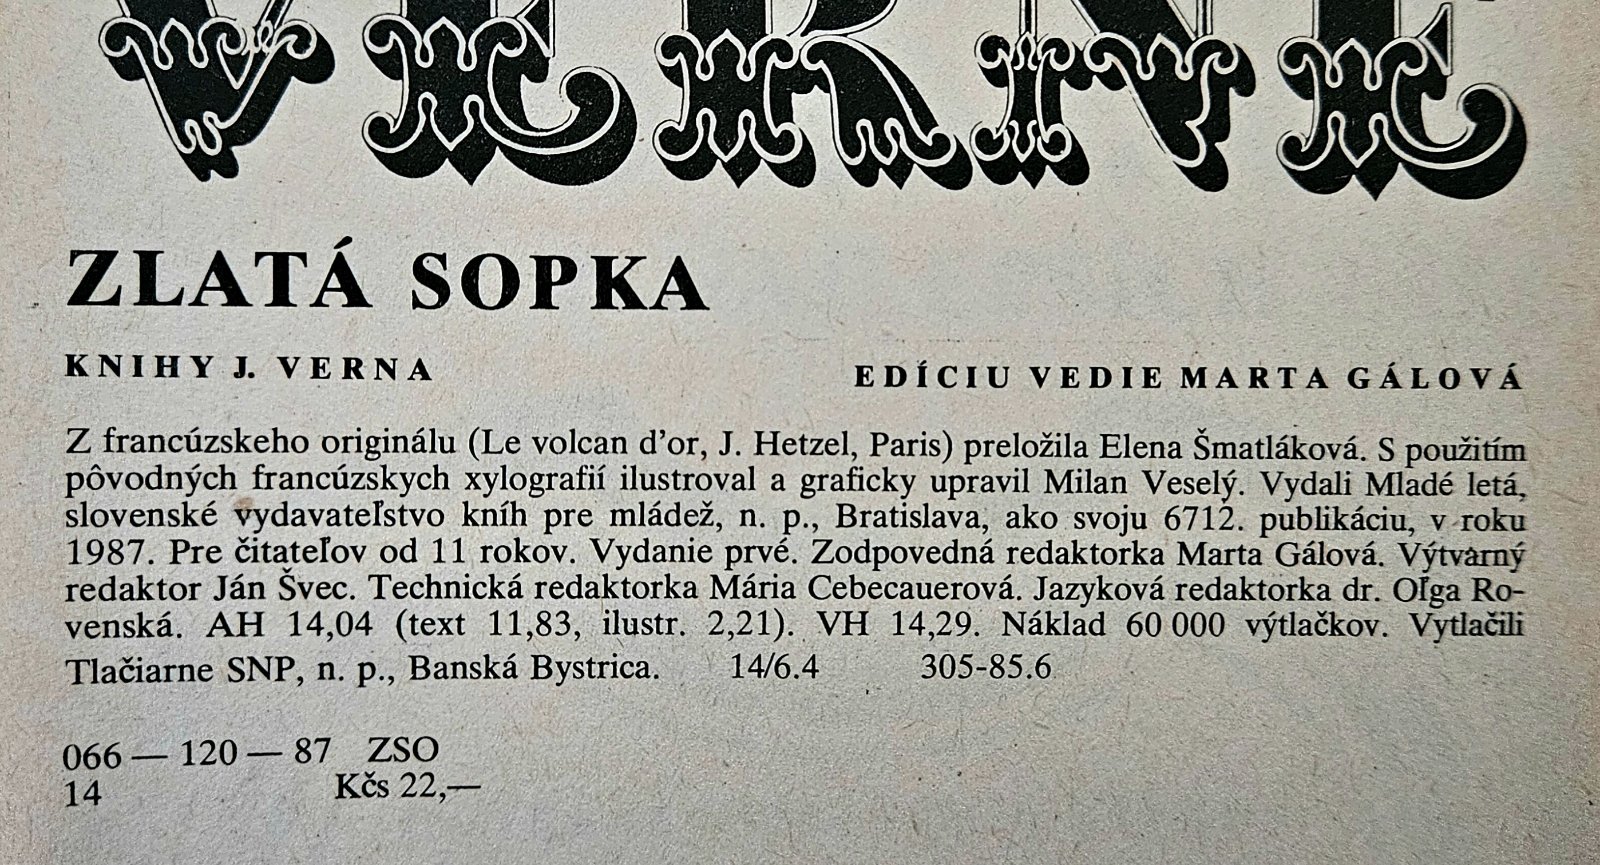 VERNE
ZLATÁ SOPKA
KNIHY J. VERNA
EDÍCIU VEDIE MARTA GÁLOVÁ
Z francúzskeho originálu (Le volcan d’or, J. Hetzel, Paris) preložila Elena Šmatláková. S použitím
pôvodných francúzskych xylografií ilustroval a graficky upravil Milan Veselý. Vydali Mladé letá,
slovenské vydavateľstvo kníh pre mládež, n. p., Bratislava, ako svoju 6712. publikáciu, v roku
1987. Pre čitateľov od 11 rokov. Vydanie prvé. Zodpovedná redaktorka Marta Gálová. Výtvarný
redaktor Ján Švec. Technická redaktorka Mária Cebecauerová. Jazyková redaktorka dr. Oľga Ro-
venská. AH 14,04 (text 11,83, ilustr. 2,21). VH 14,29. Náklad 60 000 výtlačkov. Vytlačili
Tlačiarne SNP, n. p., Banská Bystrica. 14/6.4 305-85.6
066 — 120 — 87 ZSO
14 Kčs 22,—